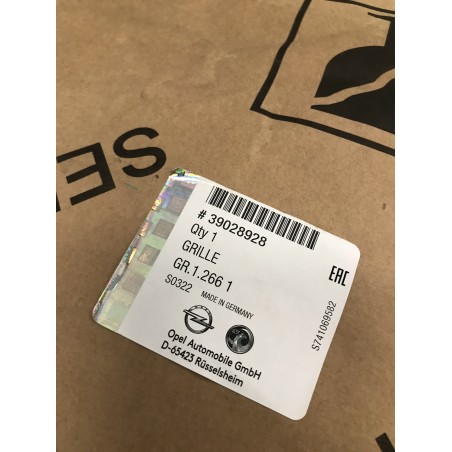 SE
# 39028928
Qty 1
GRILLE
GR.1.266 1
S0322 MADE IN GERMANY
EAC
S741069582
Opel Automobile GmbH
D-65423 Rüsselsheim